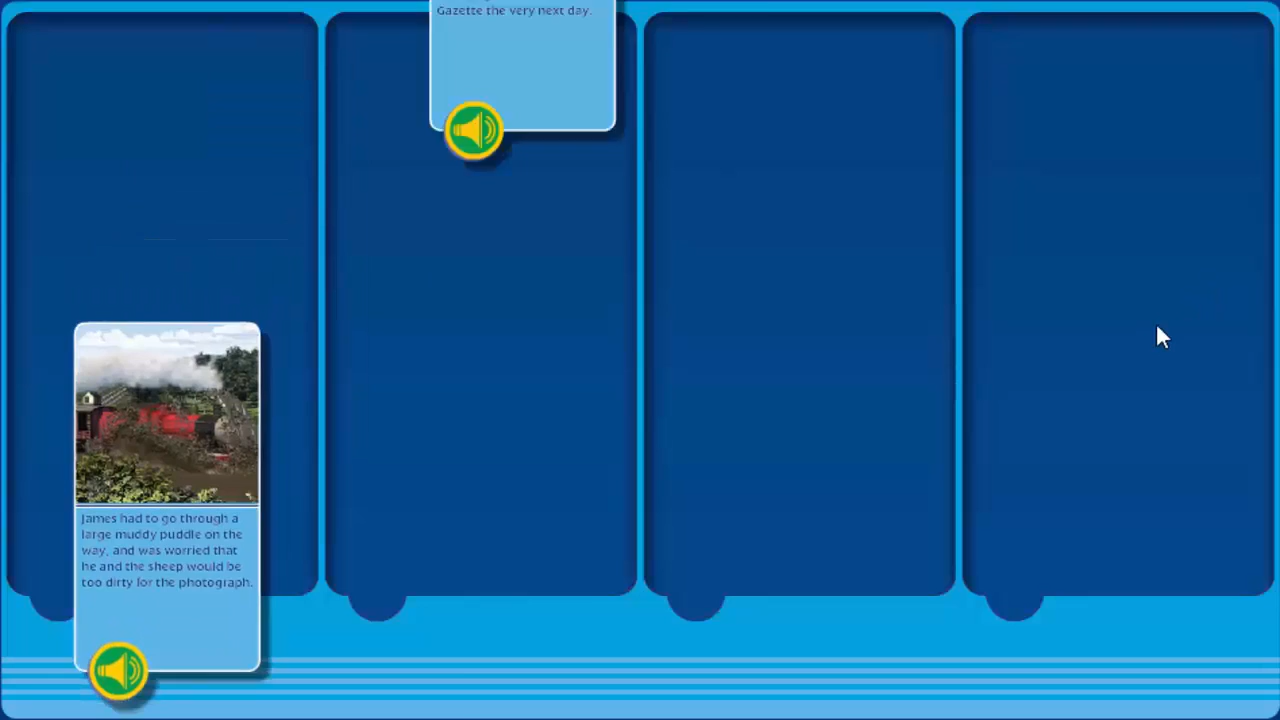 Gazette the very next day.
James had to go through a
large muddy puddle on the
way, and was worried that
he and the sheep would be
too dirty for the photograph.